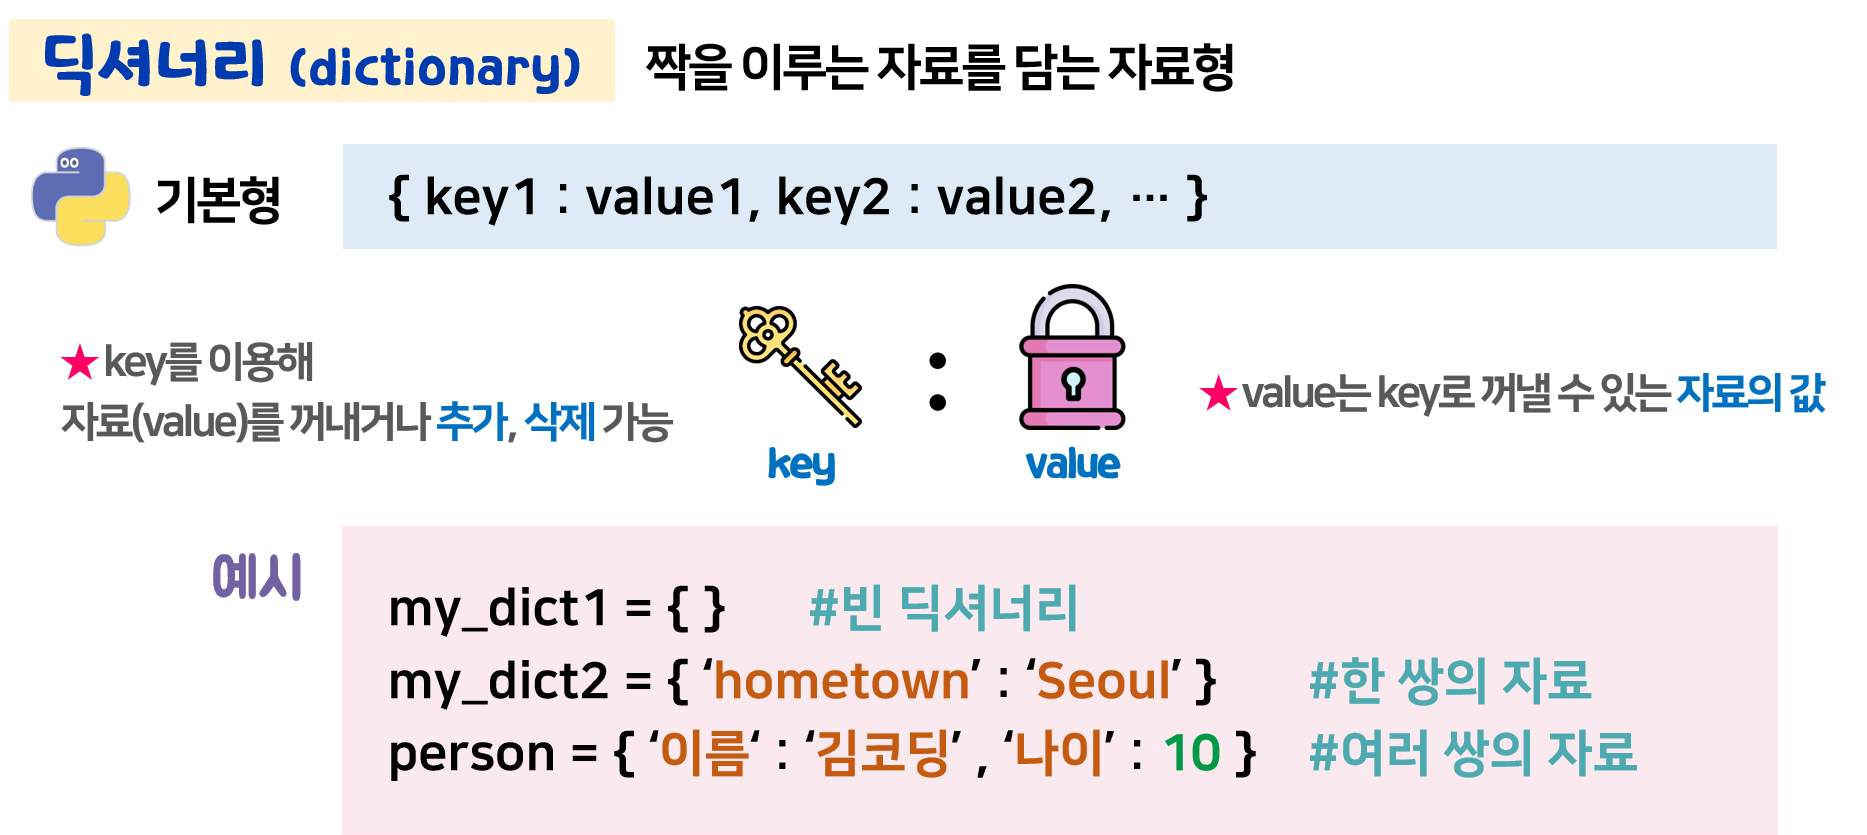 딕셔너리 (dictionary) 짝을 이루는 자료를 담는 자료형
기본형 { key1 : value1, key2 : value2, ··· }
★ key를 이용해
자료(value)를 꺼내거나 추가, 삭제 가능
key : value
★ value는 key로 꺼낼 수 있는 자료의 값
예시
my_dict1 = { } #빈 딕셔너리
my_dict2 = { ‘hometown’ : ‘Seoul’ } #한 쌍의 자료
person = { ‘이름‘ : ‘김코딩’ , ‘나이’ : 10 } #여러 쌍의 자료